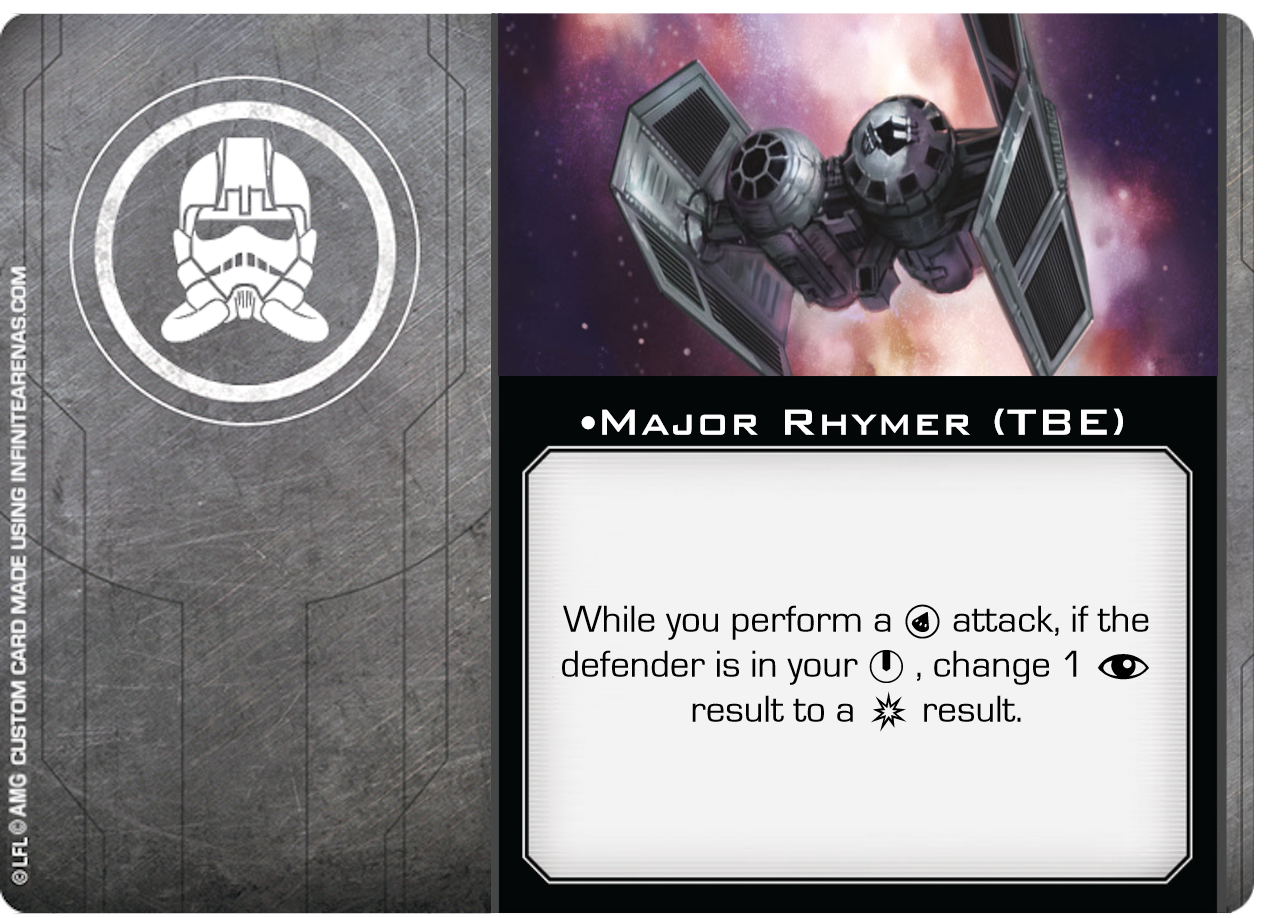 •MAJOR RHYMER (TBE)
While you perform a attack, if the
defender is in your , change 1
result to a result.
©LFL ©AMG CUSTOM CARD MADE USING INFINITEARENAS.COM